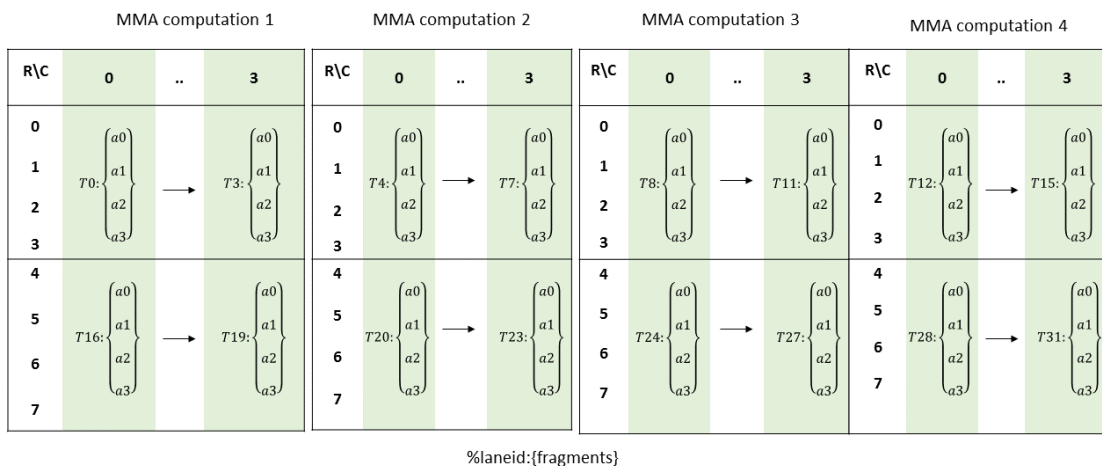 MMA computation 1 MMA computation 2 MMA computation 3 MMA computation 4
R\C 0 .. 3 R\C 0 .. 3 R\C 0 .. 3 R\C 0 .. 3
0 a0 a0 0 a0 a0 0 a0 a0 0 a0 a0
1 a1 a1 1 a1 a1 1 a1 a1 1 a1 a1
T0: T3: T4: T7: T8: T11: T12: T15:
2 a2 a2 2 a2 a2 2 a2 a2 2 a2 a2
3 a3 a3 3 a3 a3 3 a3 a3 3 a3 a3
4 a0 a0 4 a0 a0 4 a0 a0 4 a0 a0
5 a1 a1 5 a1 a1 5 a1 a1 5 a1 a1
T16: T19: T20: T23: T24: T27: T28: T31:
6 a2 a2 6 a2 a2 6 a2 a2 6 a2 a2
7 a3 a3 7 a3 a3 7 a3 a3 7 a3 a3
%laneid:{fragments}